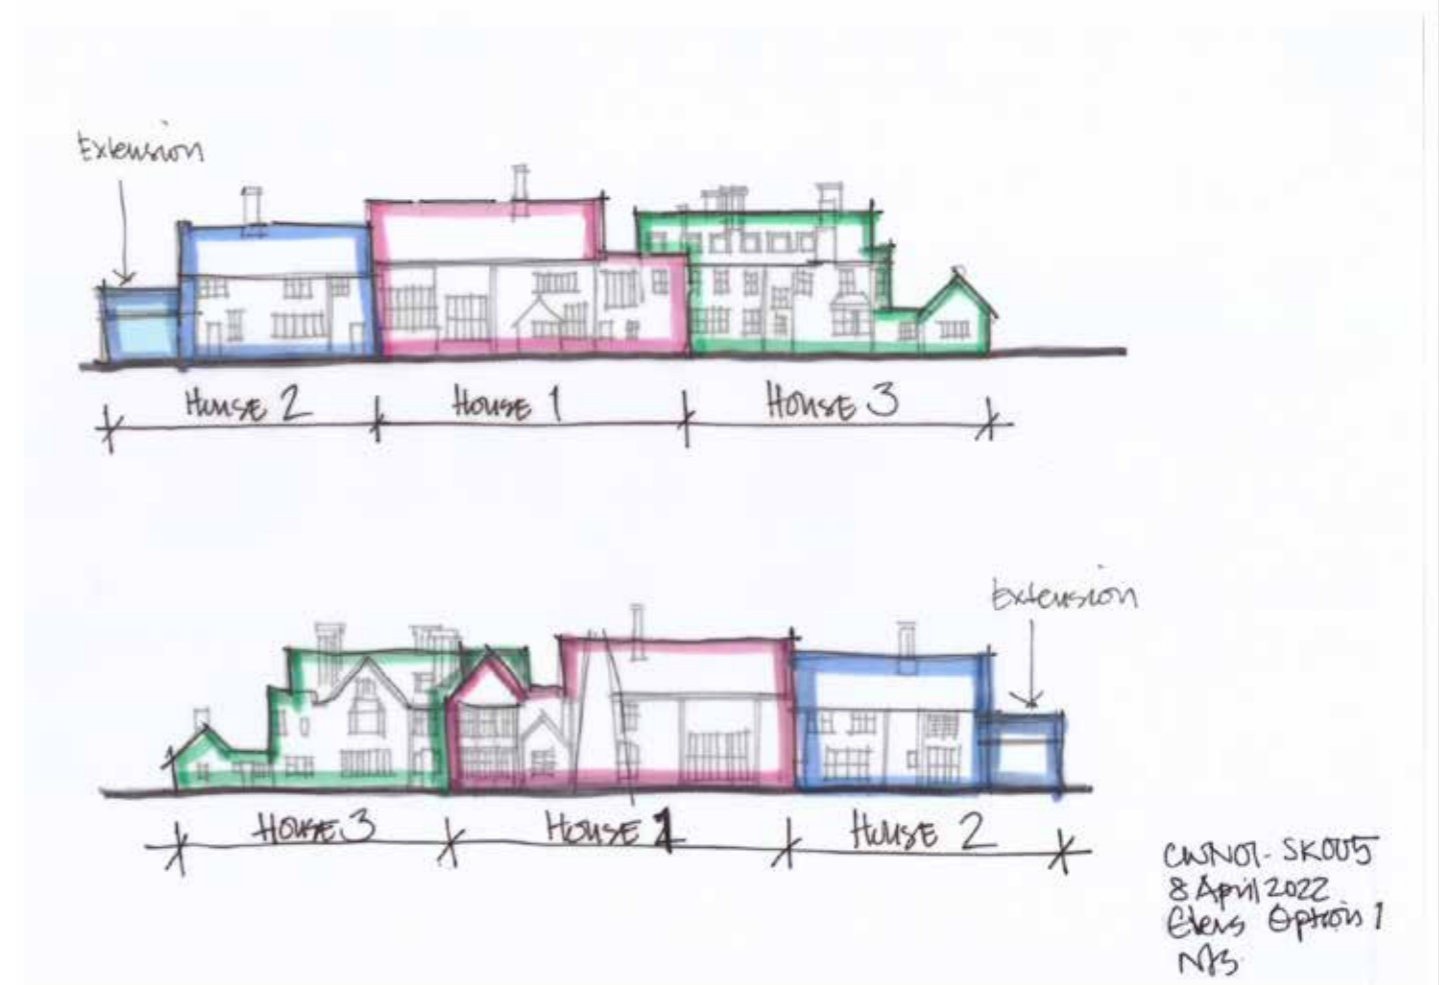 Extension
House 2
House 1
House 3
Extension
House 3
House 1
House 2
CWN01-SK005
8 April 2022
Elevs Option 1
NTS